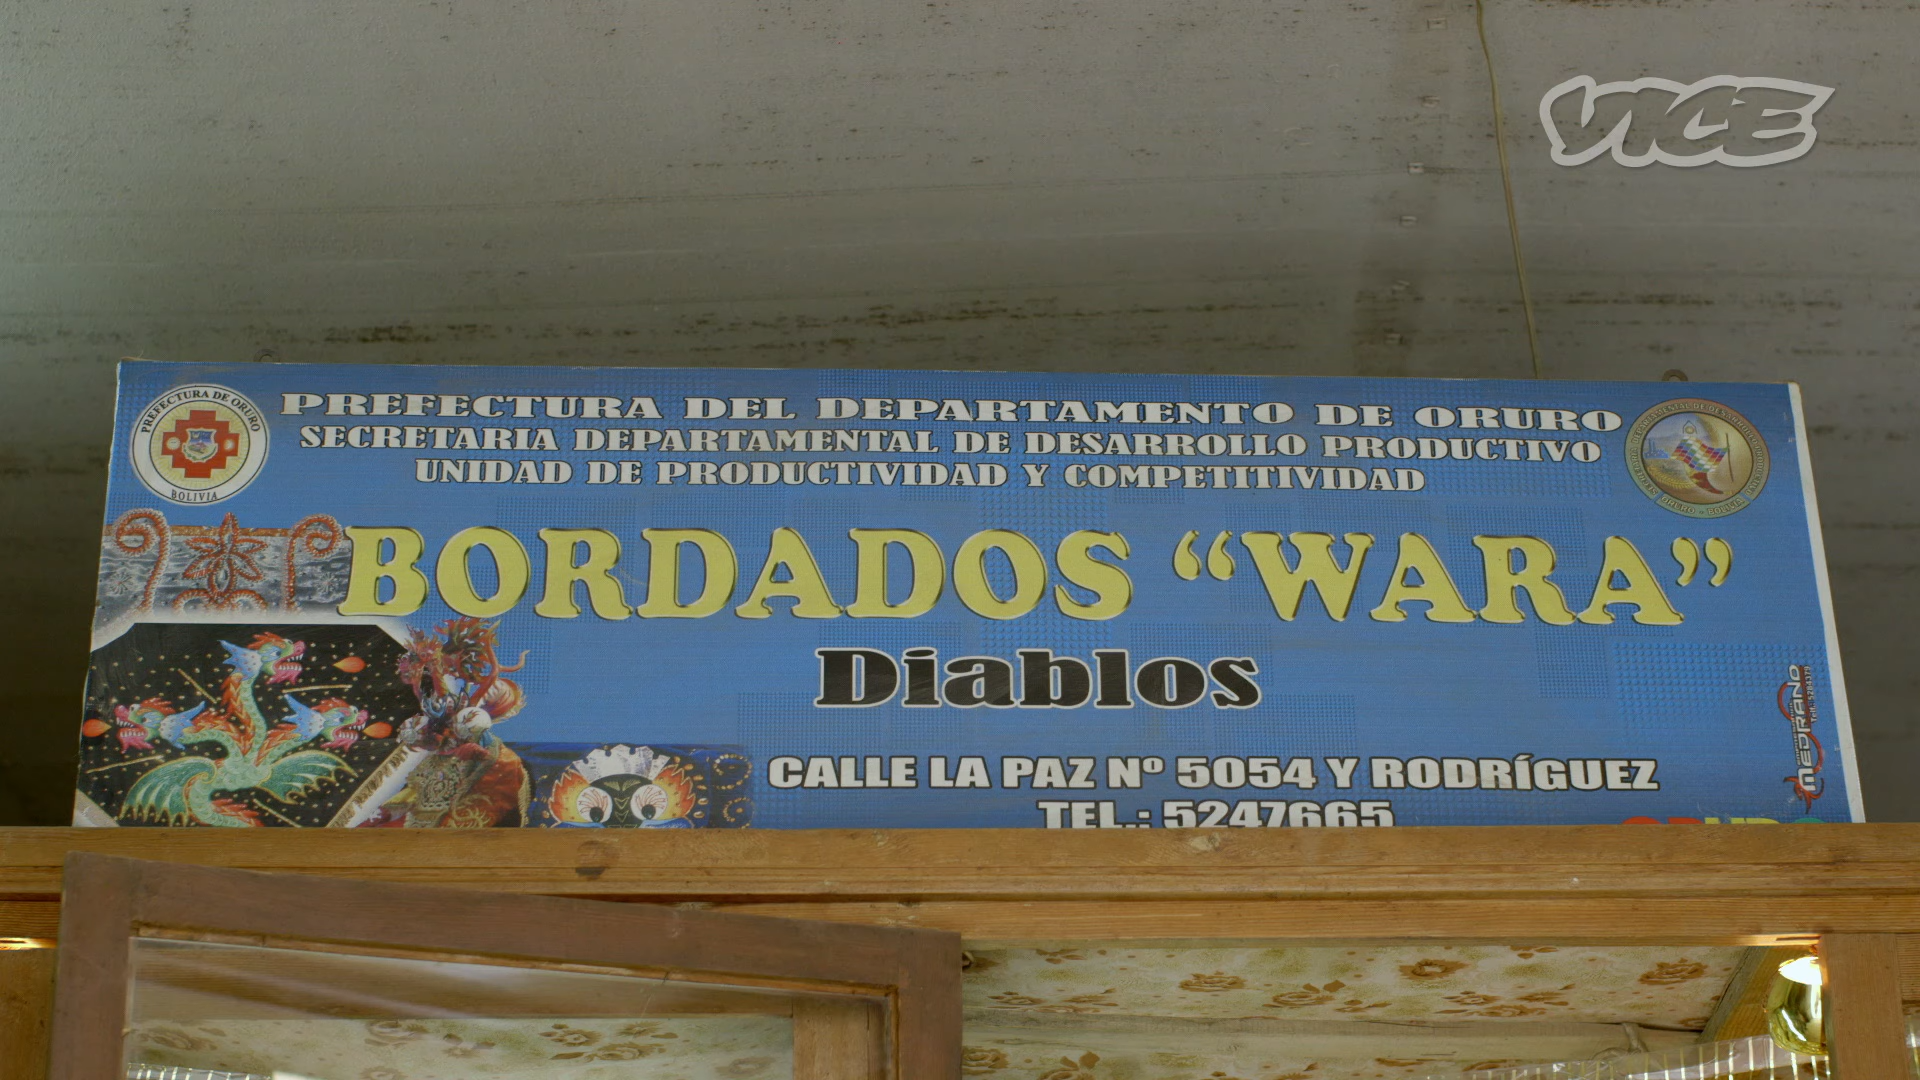 VICE
PREFECTURA DE ORURO
BOLIVIA
PREFECTURA DEL DEPARTAMENTO DE ORURO
SECRETARIA DEPARTAMENTAL DE DESARROLLO PRODUCTIVO
UNIDAD DE PRODUCTIVIDAD Y COMPETITIVIDAD
BORDADOS “WARA”
Diablos
CALLE LA PAZ Nº 5054 Y RODRÍGUEZ
TEL.: 5247665
MEDRANO